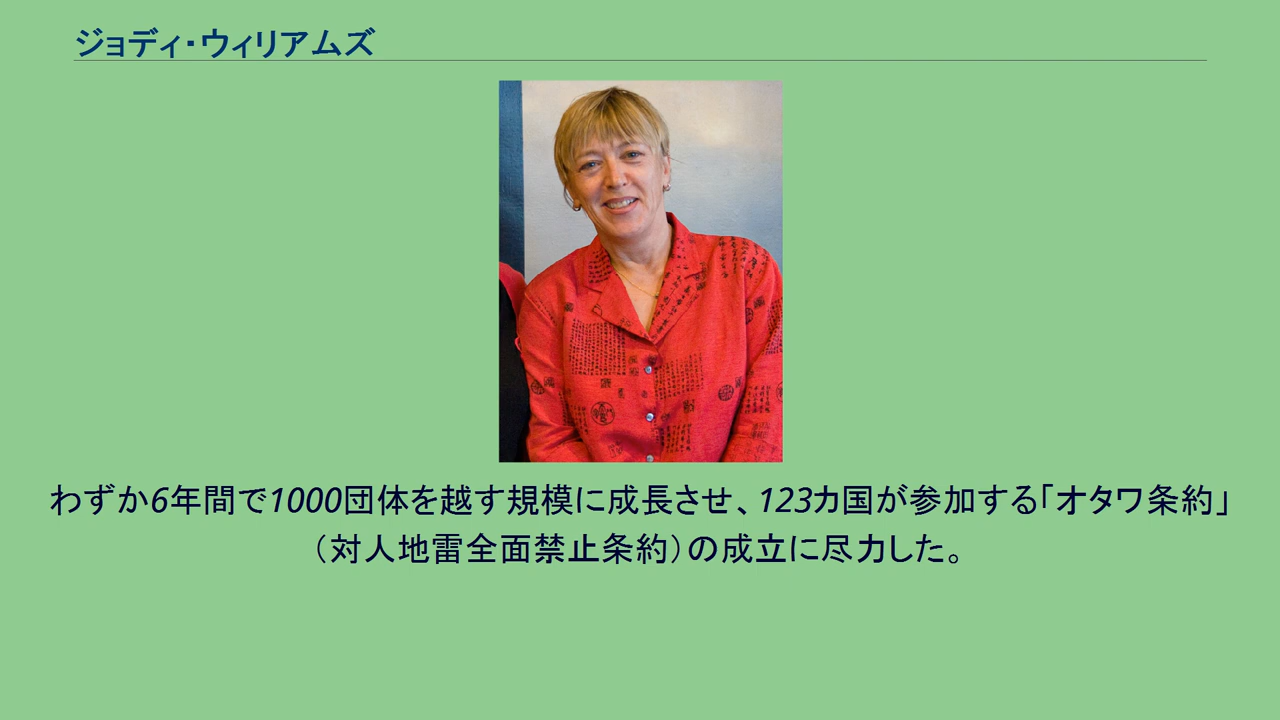 ジョディ・ウィリアムズ
わずか6年間で1000団体を越す規模に成長させ、123カ国が参加する「オタワ条約」
（対人地雷全面禁止条約）の成立に尽力した。